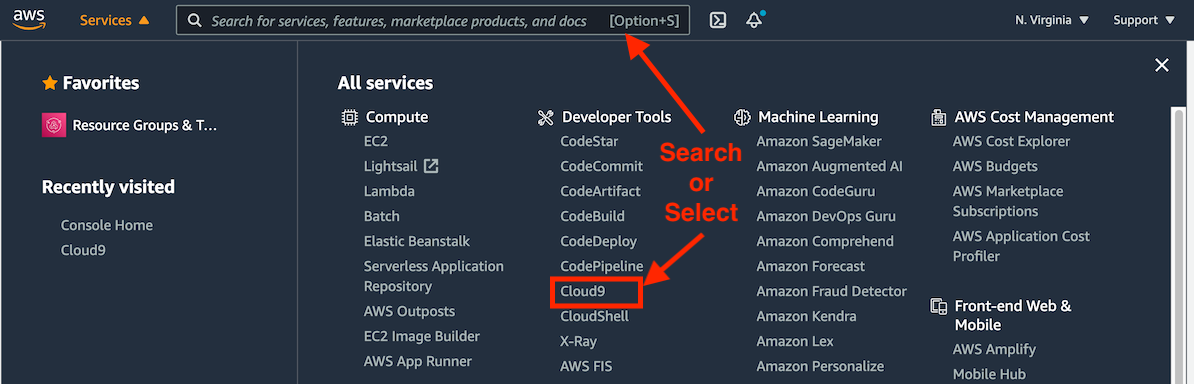 aws
Services
Search for services, features, marketplace products, and docs [Option+S]
N. Virginia
Support
Favorites
Resource Groups & T...
Recently visited
Console Home
Cloud9
All services
Compute
EC2
Lightsail
Lambda
Batch
Elastic Beanstalk
Serverless Application
Repository
AWS Outposts
EC2 Image Builder
AWS App Runner
Developer Tools
CodeStar
CodeCommit
CodeArtifact
CodeBuild
CodeDeploy
CodePipeline
Cloud9
CloudShell
X-Ray
AWS FIS
Search
or
Select
Machine Learning
Amazon SageMaker
Amazon Augmented AI
Amazon CodeGuru
Amazon DevOps Guru
Amazon Comprehend
Amazon Forecast
Amazon Fraud Detector
Amazon Kendra
Amazon Lex
Amazon Personalize
AWS Cost Management
AWS Cost Explorer
AWS Budgets
AWS Marketplace
Subscriptions
AWS Application Cost
Profiler
Front-end Web &
Mobile
AWS Amplify
Mobile Hub